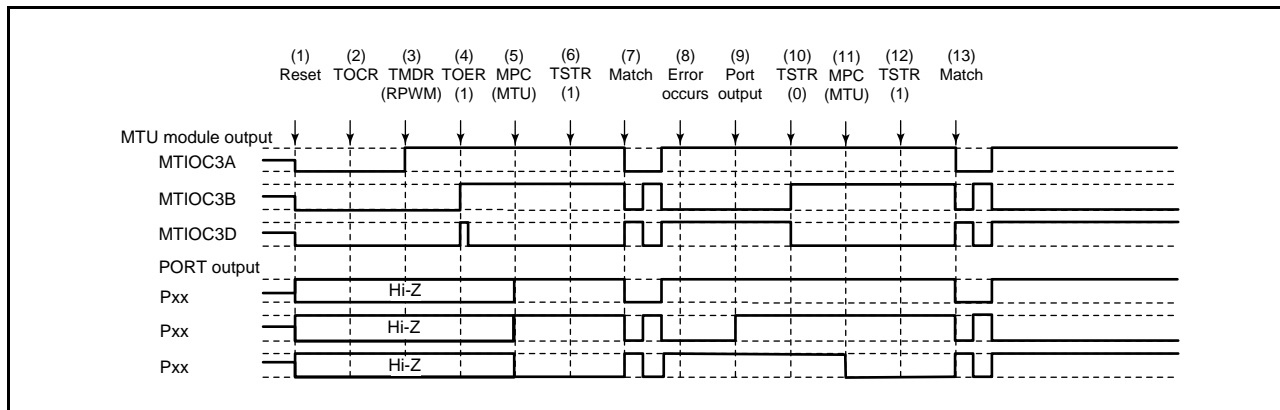 (1) (2) (3) (4) (5) (6) (7) (8) (9) (10) (11) (12) (13)
Reset TOCR TMDR TOER MPC TSTR Match Error Port TSTR MPC TSTR Match
(RPWM) (1) (MTU) (1) occurs output (0) (MTU) (1)
MTU module output
MTIOC3A
MTIOC3B
MTIOC3D
PORT output
Pxx Hi-Z
Pxx Hi-Z
Pxx Hi-Z